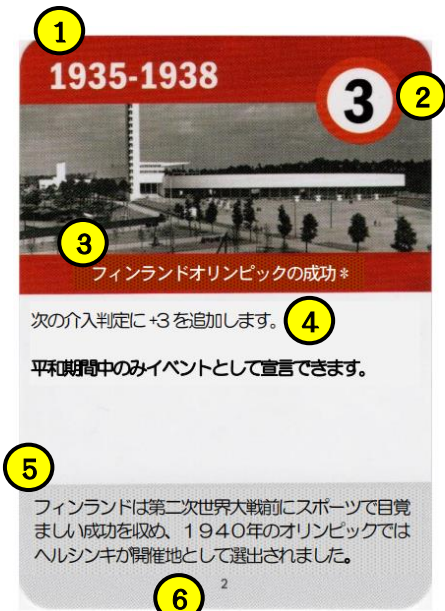 1
1935-1938
3
2
3
フィンランドオリンピックの成功*
次の介入判定に +3 を追加します。
4
平和期間中のみイベントとして宣言できます。
5
フィンランドは第二次世界大戦前にスポーツで目覚
ましい成功を収め、１９４０年のオリンピックでは
ヘルシンキが開催地として選出されました。
2
6